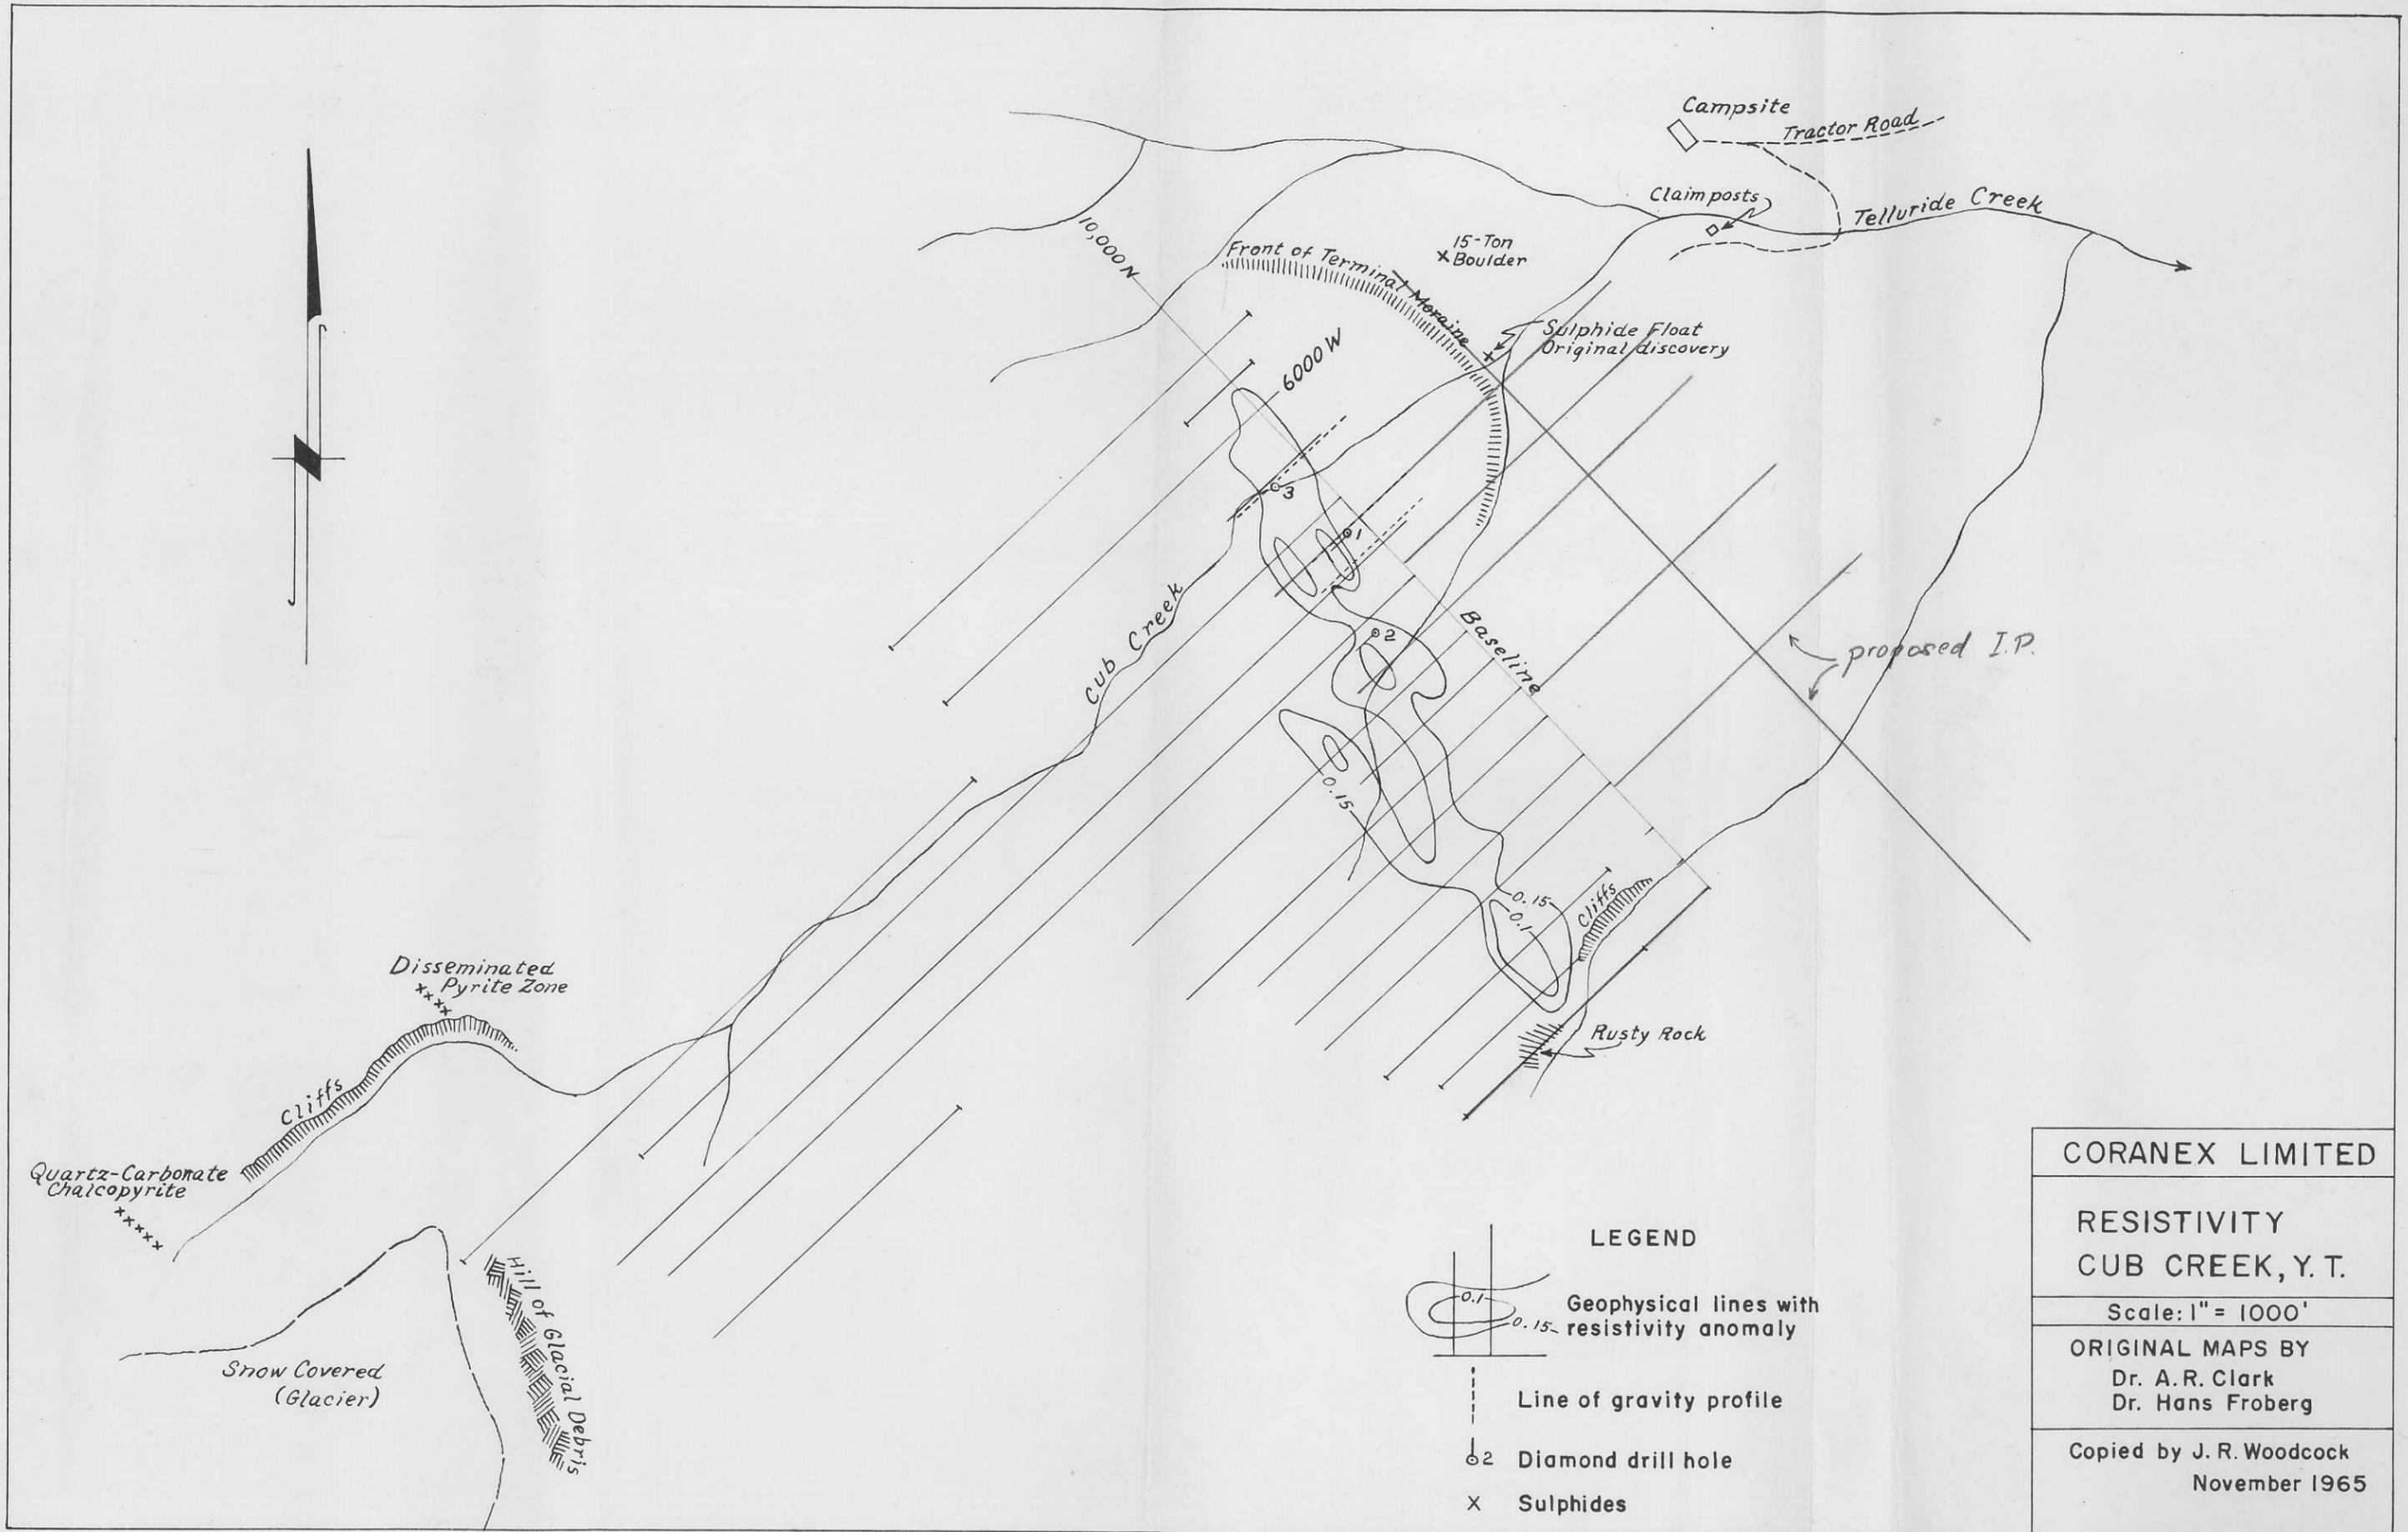 Campsite
Tractor Road
Claim posts
Telluride Creek
10,000 N
15-Ton
Boulder
Front of Terminal Moraine
Sulphide Float
Original discovery
6000 W
3
1
2
Baseline
Cub Creek
proposed I.P.
0.15
0.15
0.1
Cliffs
Rusty Rock
Disseminated
Pyrite Zone
Cliffs
Quartz-Carbonate
Chalcopyrite
Hill of Glacial Debris
Snow Covered
(Glacier)
LEGEND
0.1
0.15
Geophysical lines with
resistivity anomaly
Line of gravity profile
2 Diamond drill hole
X Sulphides
CORANEX LIMITED
RESISTIVITY
CUB CREEK, Y. T.
Scale: 1" = 1000'
ORIGINAL MAPS BY
Dr. A. R. Clark
Dr. Hans Froberg
Copied by J. R. Woodcock
November 1965